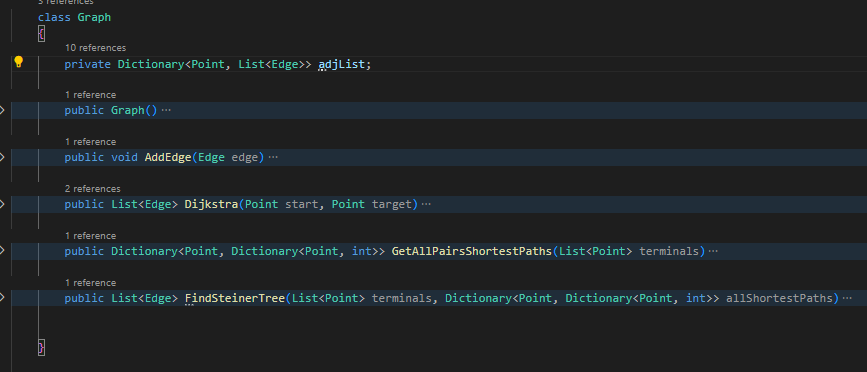 3 references
class Graph
{
10 references
private Dictionary<Point, List<Edge>> adjList;
1 reference
public Graph() ...
1 reference
public void AddEdge(Edge edge) ...
2 references
public List<Edge> Dijkstra(Point start, Point target) ...
1 reference
public Dictionary<Point, Dictionary<Point, int>> GetAllPairsShortestPaths(List<Point> terminals) ...
1 reference
public List<Edge> FindSteinerTree(List<Point> terminals, Dictionary<Point, Dictionary<Point, int>> allShortestPaths) ...
}